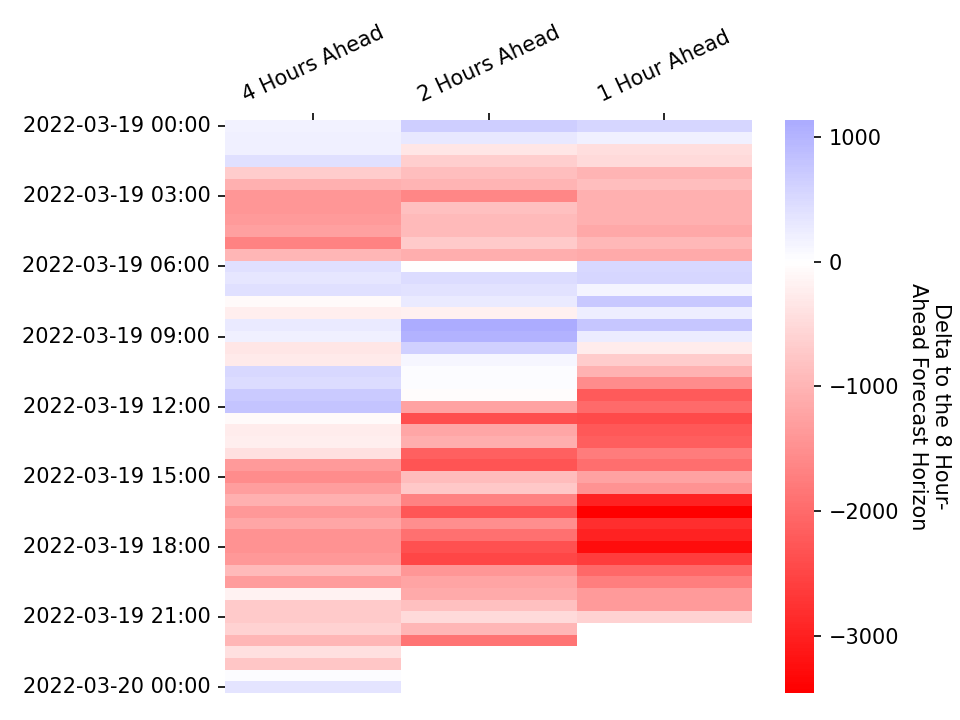 4 Hours Ahead
2 Hours Ahead
1 Hour Ahead
2022-03-19 00:00
2022-03-19 03:00
2022-03-19 06:00
2022-03-19 09:00
2022-03-19 12:00
2022-03-19 15:00
2022-03-19 18:00
2022-03-19 21:00
2022-03-20 00:00
1000
0
−1000
−2000
−3000
Delta to the 8 Hour-
Ahead Forecast Horizon